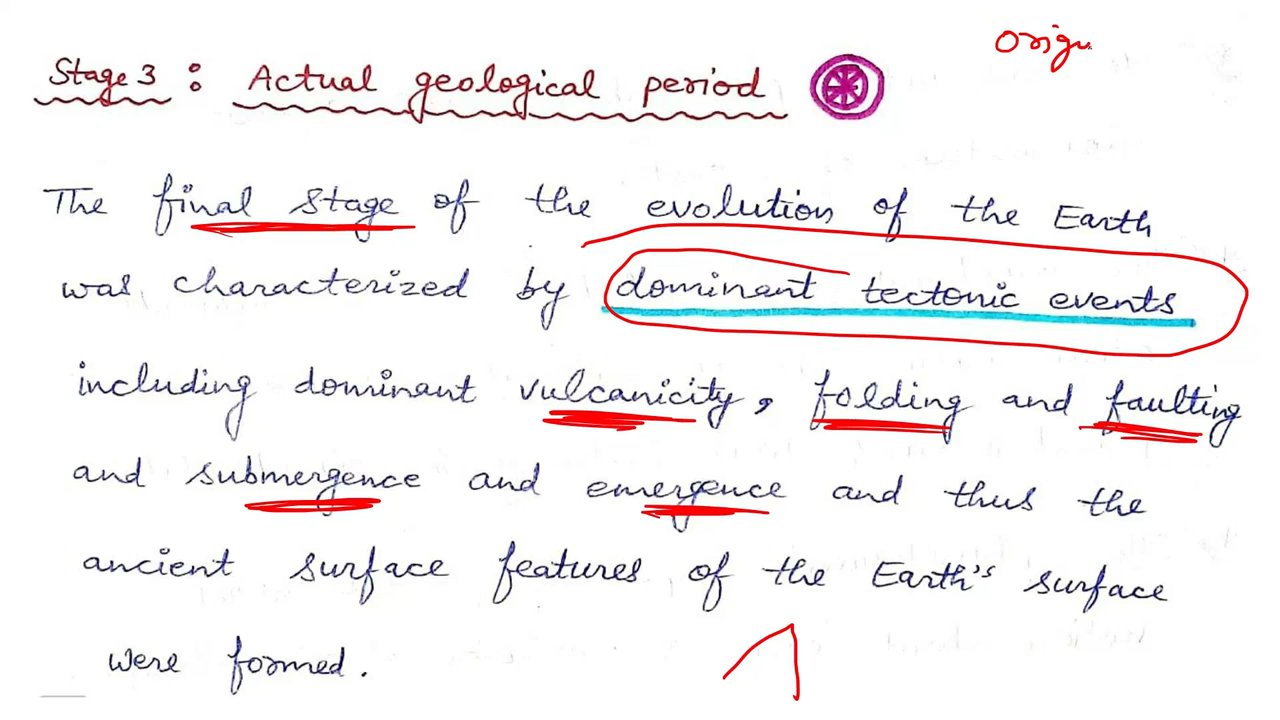 origi
Stage 3 : Actual geological period
The final stage of the evolution of the Earth
was characterized by dominant tectonic events
including dominant vulcanicity, folding and faulting
and submergence and emergence and thus the
ancient surface features of the Earth's surface
were formed.